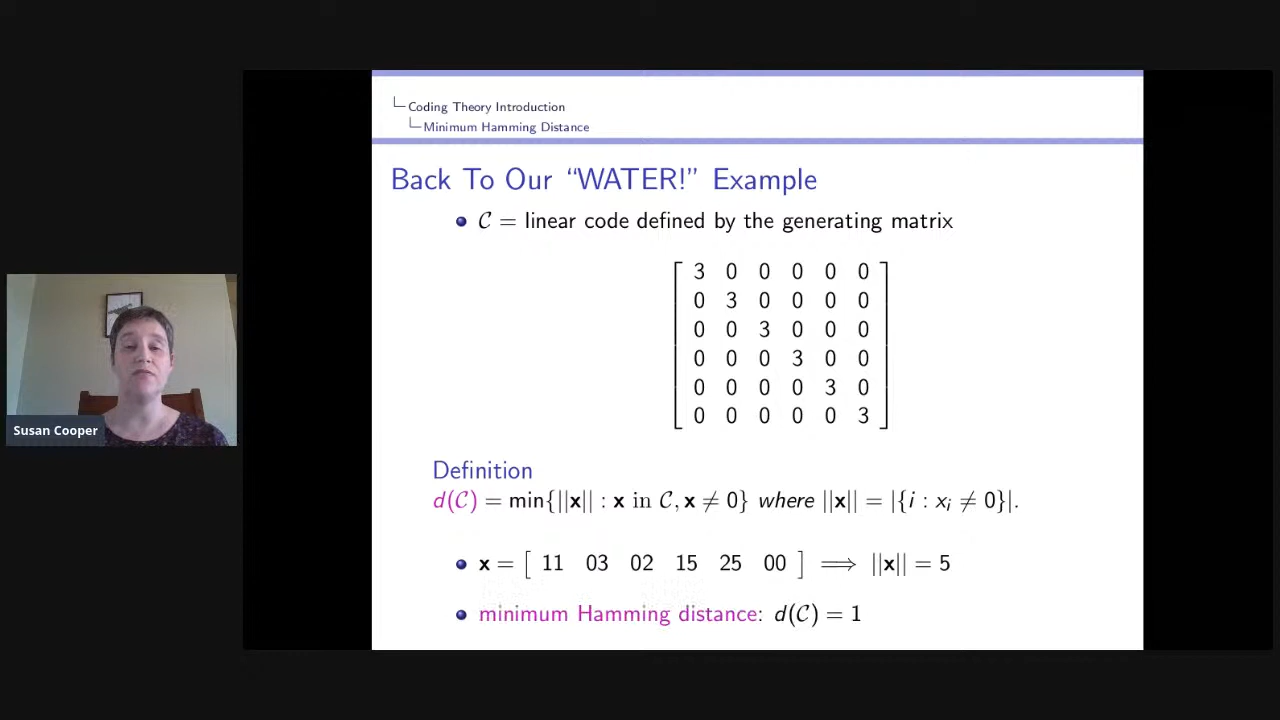 Coding Theory Introduction
Minimum Hamming Distance
Back To Our “WATER!” Example
𝒞 = linear code defined by the generating matrix
3 0 0 0 0 0
0 3 0 0 0 0
0 0 3 0 0 0
0 0 0 3 0 0
0 0 0 0 3 0
0 0 0 0 0 3
Definition
d(𝒞) = min{||x|| : x in 𝒞, x ≠ 0} where ||x|| = |{i : xᵢ ≠ 0}|.
x = [ 11 03 02 15 25 00 ] ⟹ ||x|| = 5
minimum Hamming distance: d(𝒞) = 1
Susan Cooper